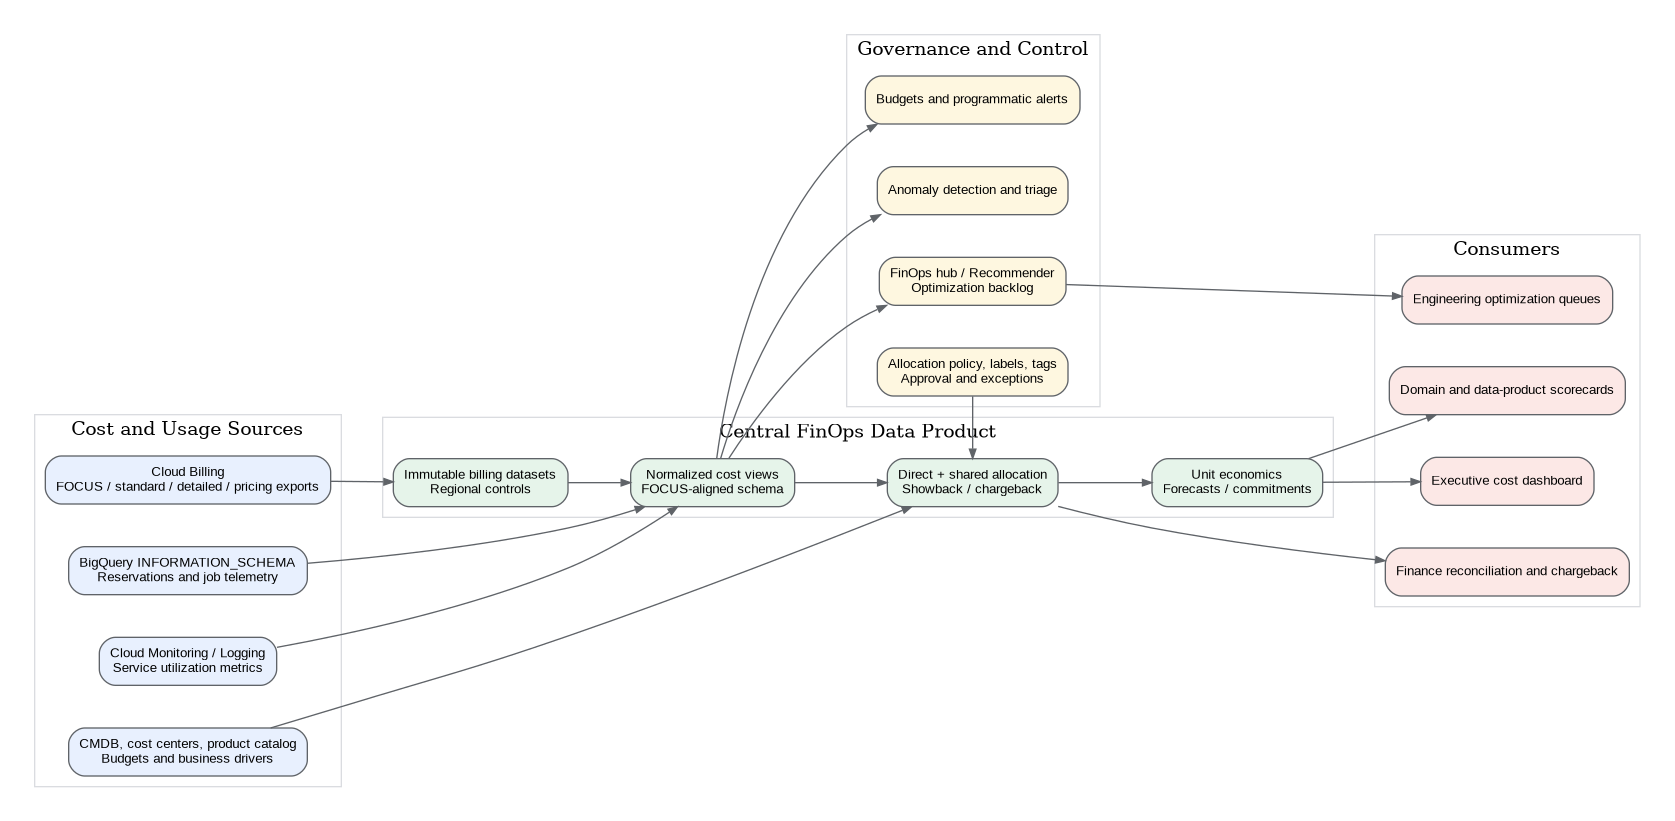 Governance and Control
Budgets and programmatic alerts
Anomaly detection and triage
FinOps hub / Recommender
Optimization backlog
Allocation policy, labels, tags
Approval and exceptions
Consumers
Engineering optimization queues
Domain and data-product scorecards
Executive cost dashboard
Finance reconciliation and chargeback
Cost and Usage Sources
Cloud Billing
FOCUS / standard / detailed / pricing exports
BigQuery INFORMATION_SCHEMA
Reservations and job telemetry
Cloud Monitoring / Logging
Service utilization metrics
CMDB, cost centers, product catalog
Budgets and business drivers
Central FinOps Data Product
Immutable billing datasets
Regional controls
Normalized cost views
FOCUS-aligned schema
Direct + shared allocation
Showback / chargeback
Unit economics
Forecasts / commitments